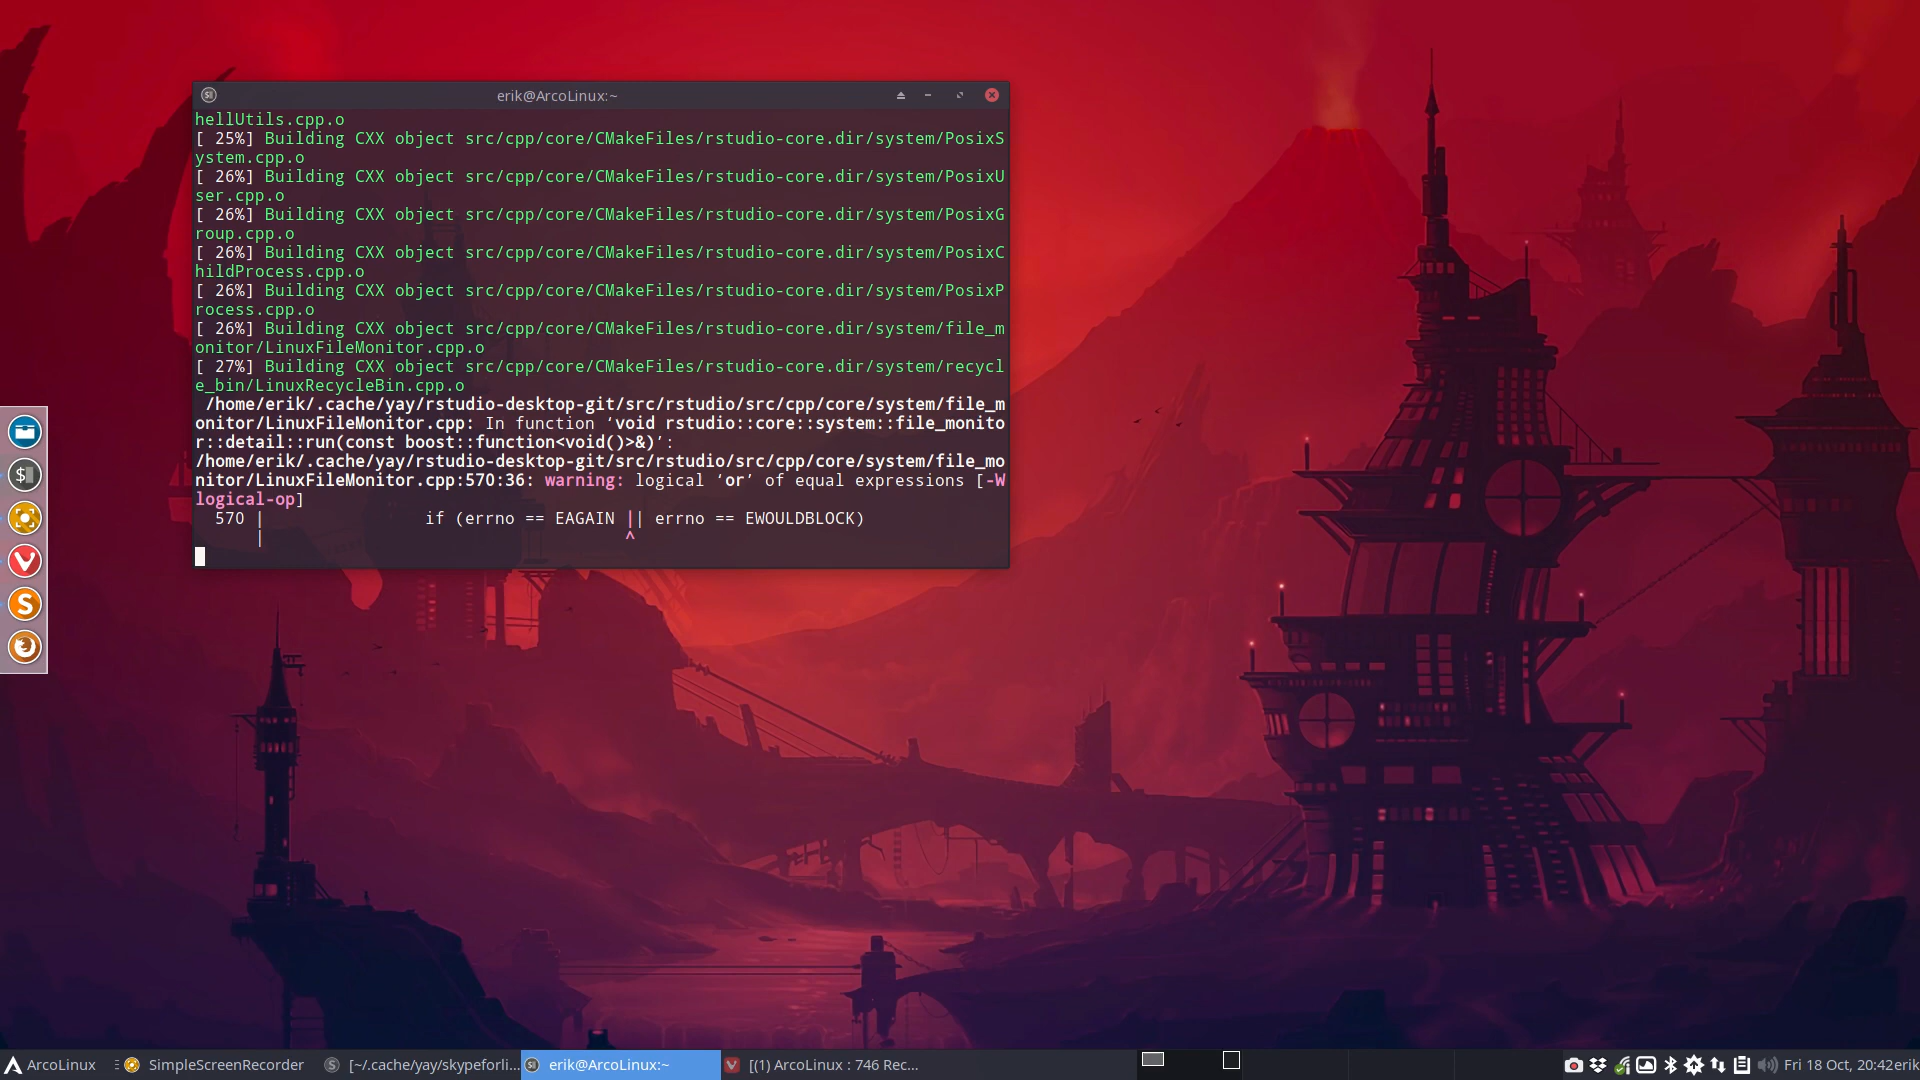 erik@ArcoLinux:~
hellUtils.cpp.o
[ 25%] Building CXX object src/cpp/core/CMakeFiles/rstudio-core.dir/system/PosixS
ystem.cpp.o
[ 26%] Building CXX object src/cpp/core/CMakeFiles/rstudio-core.dir/system/PosixU
ser.cpp.o
[ 26%] Building CXX object src/cpp/core/CMakeFiles/rstudio-core.dir/system/PosixG
roup.cpp.o
[ 26%] Building CXX object src/cpp/core/CMakeFiles/rstudio-core.dir/system/PosixC
hildProcess.cpp.o
[ 26%] Building CXX object src/cpp/core/CMakeFiles/rstudio-core.dir/system/PosixP
rocess.cpp.o
[ 26%] Building CXX object src/cpp/core/CMakeFiles/rstudio-core.dir/system/file_m
onitor/LinuxFileMonitor.cpp.o
[ 27%] Building CXX object src/cpp/core/CMakeFiles/rstudio-core.dir/system/recycl
e_bin/LinuxRecycleBin.cpp.o
/home/erik/.cache/yay/rstudio-desktop-git/src/rstudio/src/cpp/core/system/file_m
onitor/LinuxFileMonitor.cpp: In function ‘void rstudio::core::system::file_monito
r::detail::run(const boost::function<void()>&)’:
/home/erik/.cache/yay/rstudio-desktop-git/src/rstudio/src/cpp/core/system/file_mo
nitor/LinuxFileMonitor.cpp:570:36: warning: logical ‘or’ of equal expressions [-W
logical-op]
570 | if (errno == EAGAIN || errno == EWOULDBLOCK)
| ^
ArcoLinux SimpleScreenRecorder [~/.cache/yay/skypeforli... erik@ArcoLinux:~ [(1) ArcoLinux : 746 Rec... Fri 18 Oct, 20:42erik